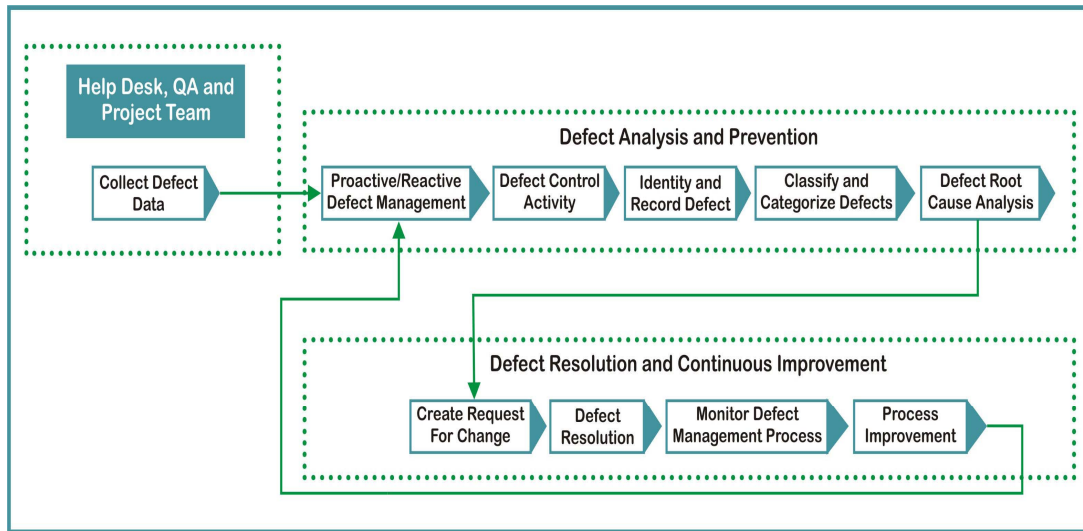 Help Desk, QA and
Project Team
Collect Defect
Data
Defect Analysis and Prevention
Proactive/Reactive
Defect Management
Defect Control
Activity
Identity and
Record Defect
Classify and
Categorize Defects
Defect Root
Cause Analysis
Defect Resolution and Continuous Improvement
Create Request
For Change
Defect
Resolution
Monitor Defect
Management Process
Process
Improvement